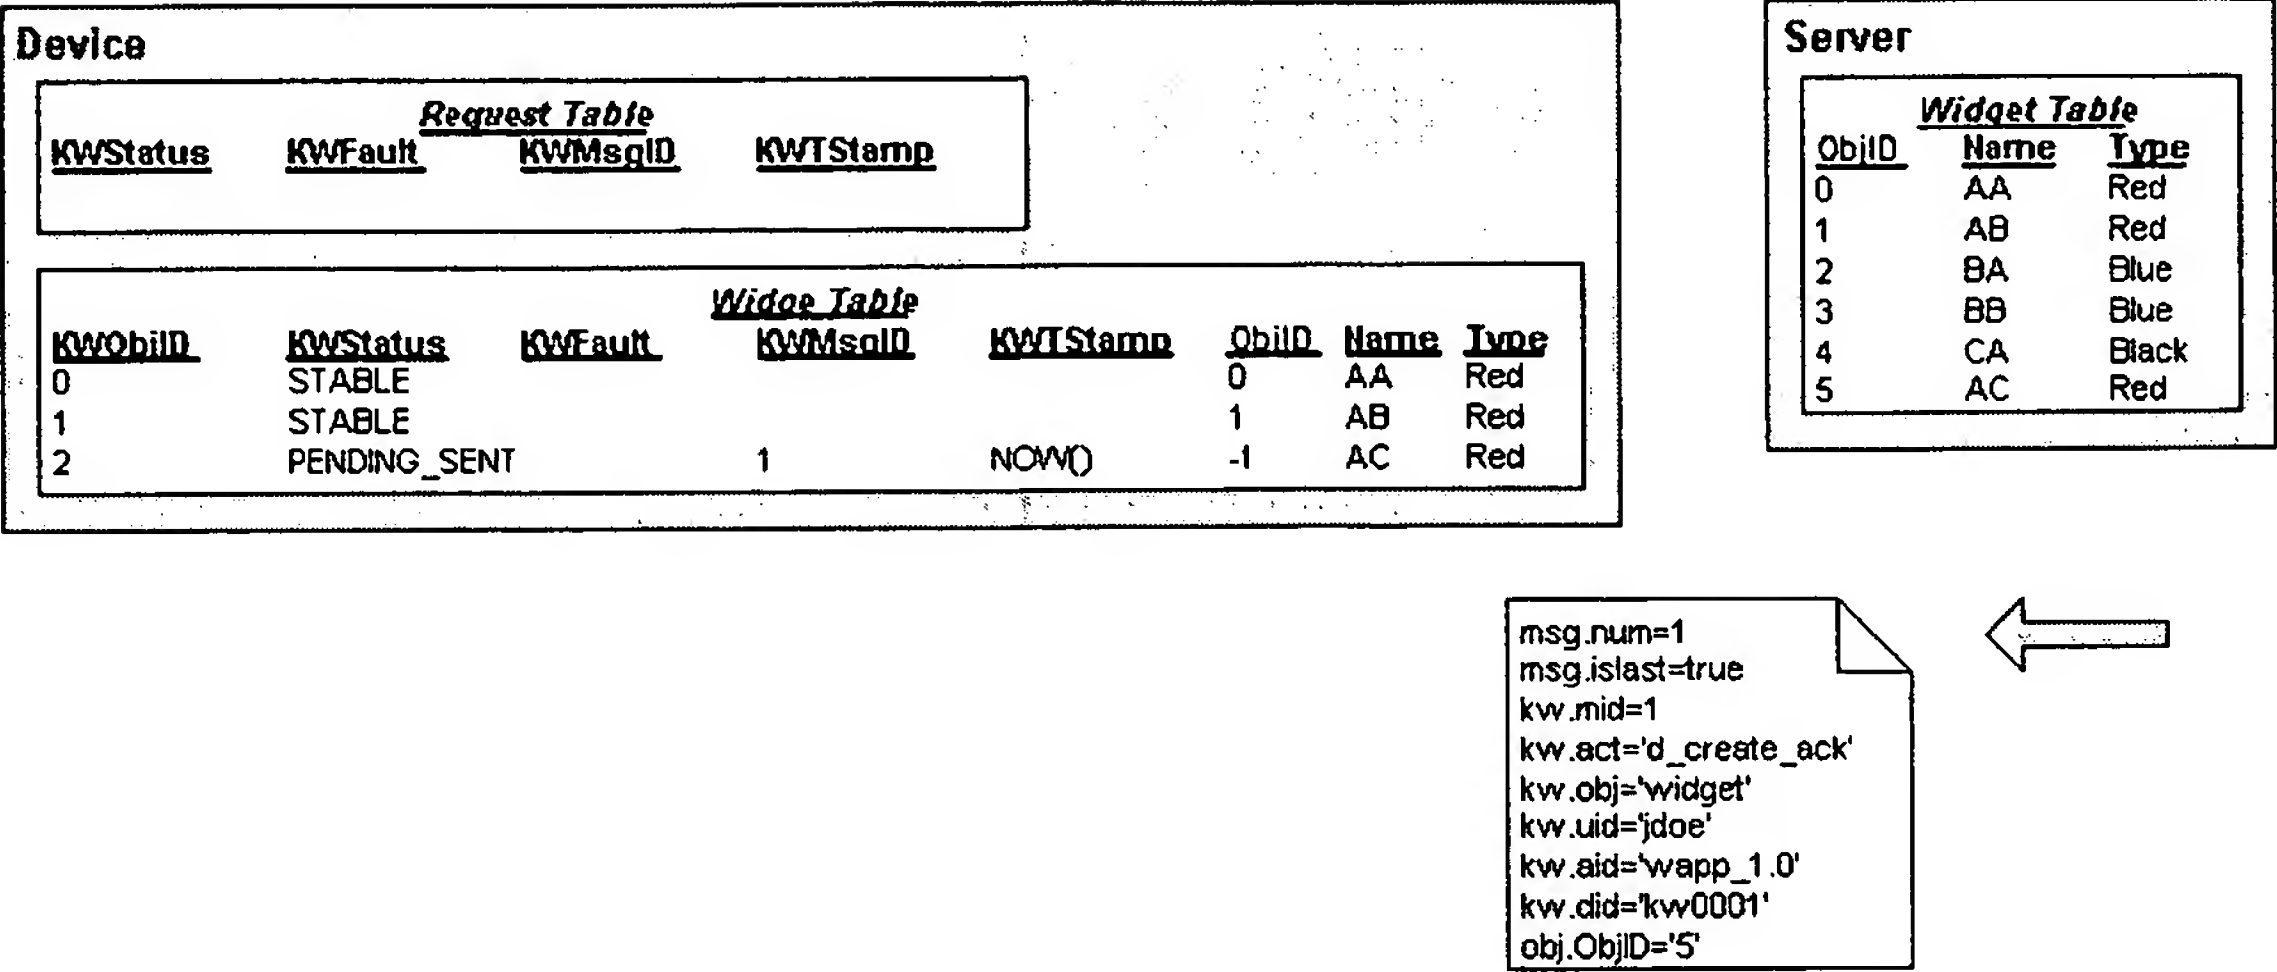 Device
Request Table
KWStatus KWFault KWMsgID KWTStamp
Widge Table
KWObjID KWStatus KWFault KWMsgID KWTStamp ObjID Name Type
0 STABLE 0 AA Red
1 STABLE 1 AB Red
2 PENDING_SENT 1 NOW() -1 AC Red
Server
Widget Table
ObjID Name Type
0 AA Red
1 AB Red
2 BA Blue
3 BB Blue
4 CA Black
5 AC Red
msg.num=1
msg.islast=true
kw.mid=1
kw.act='d_create_ack'
kw.obj='widget'
kw.uid='jdoe'
kw.aid='wapp_1.0'
kw.did='kw0001'
obj.ObjID='5'